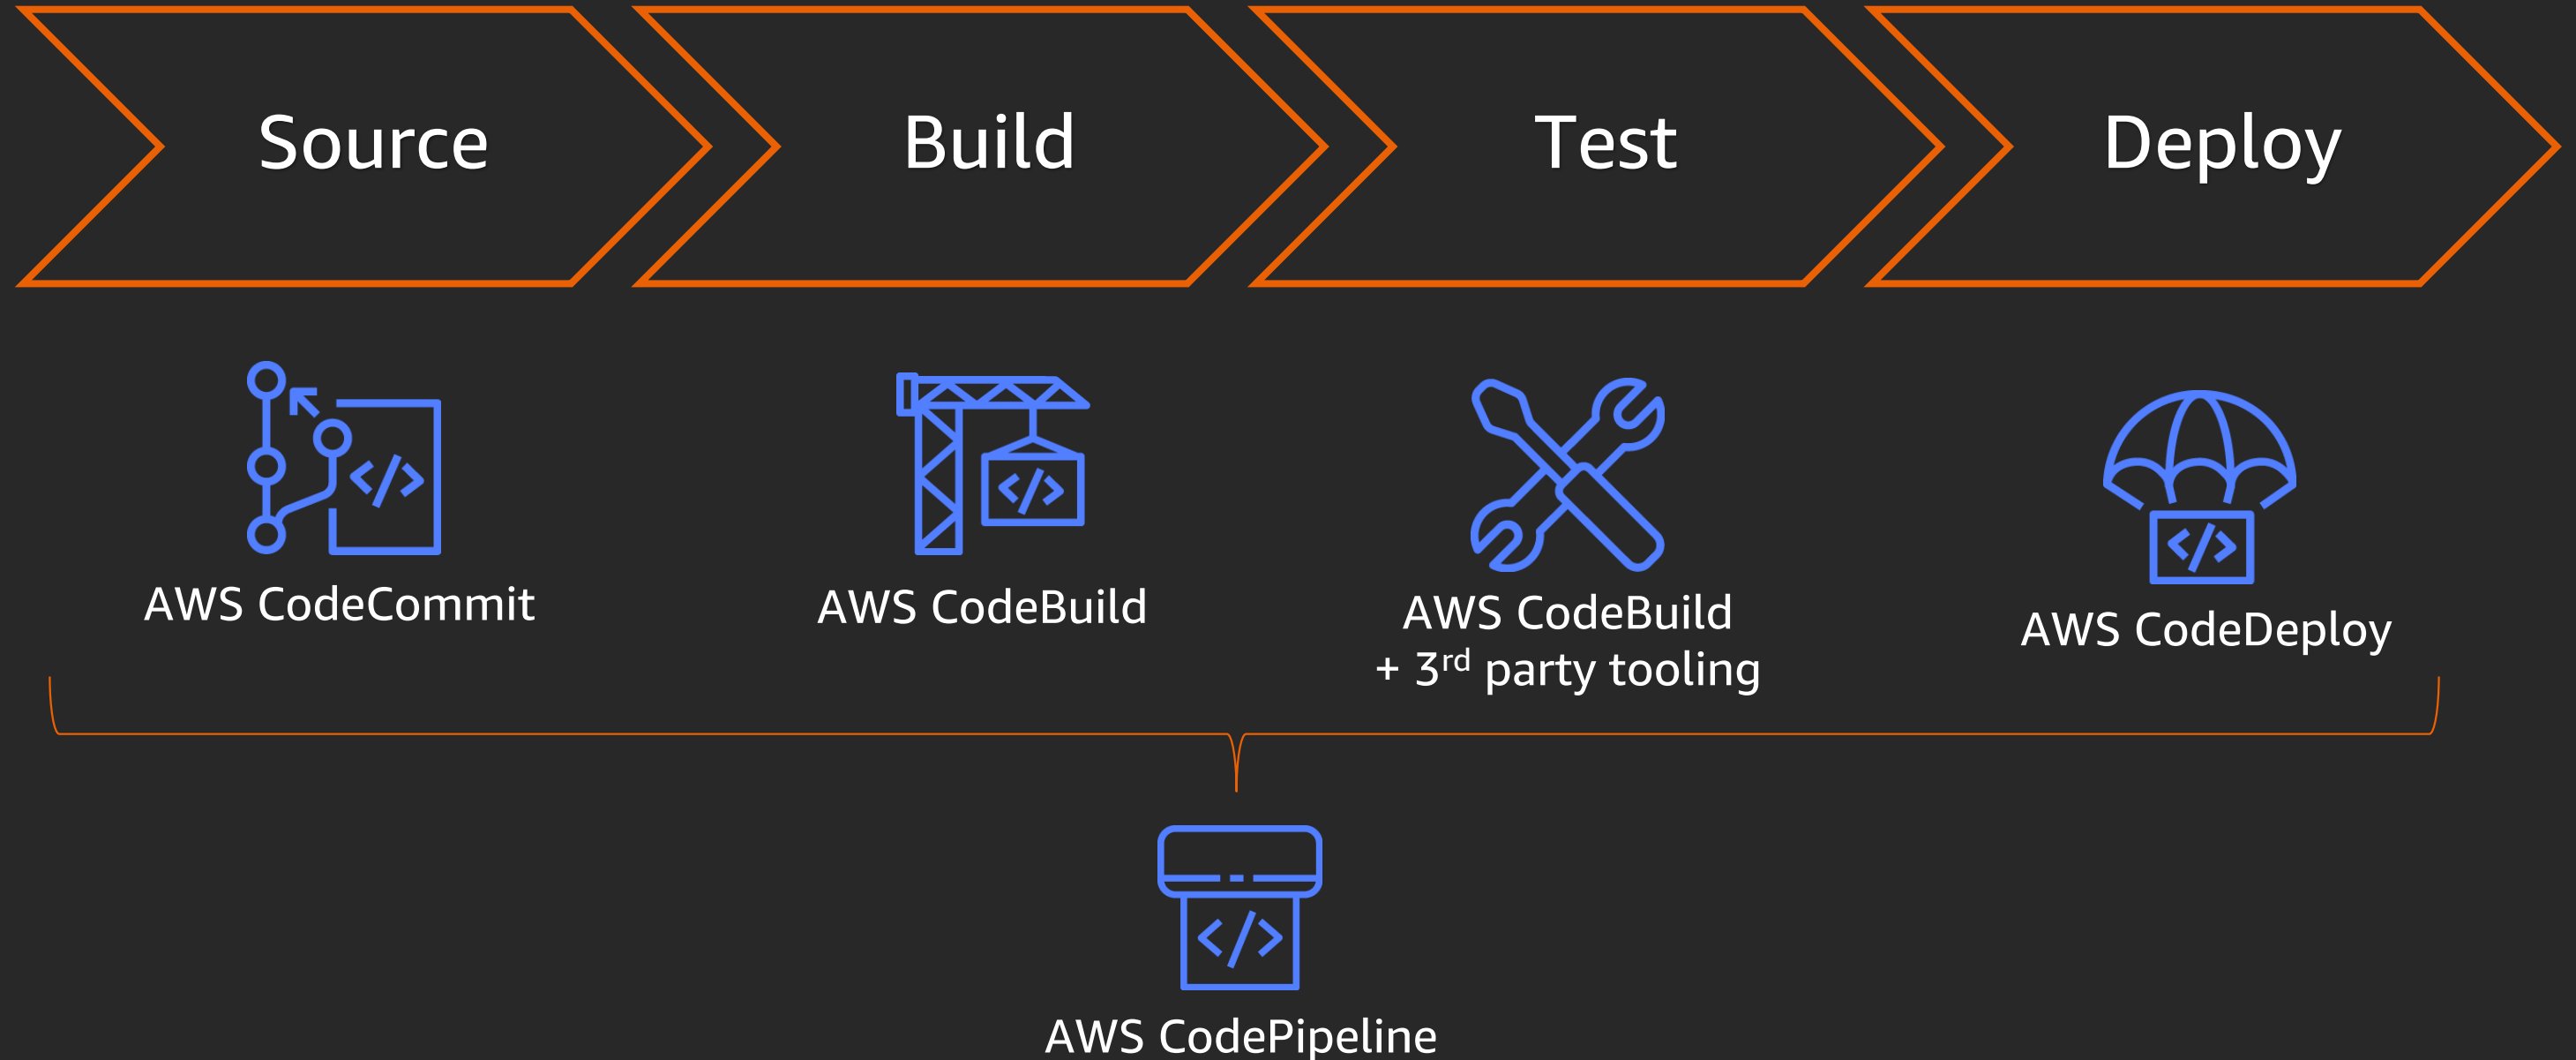 Source
Build
Test
Deploy
AWS CodeCommit
AWS CodeBuild
AWS CodeBuild
+ 3rd party tooling
AWS CodeDeploy
AWS CodePipeline